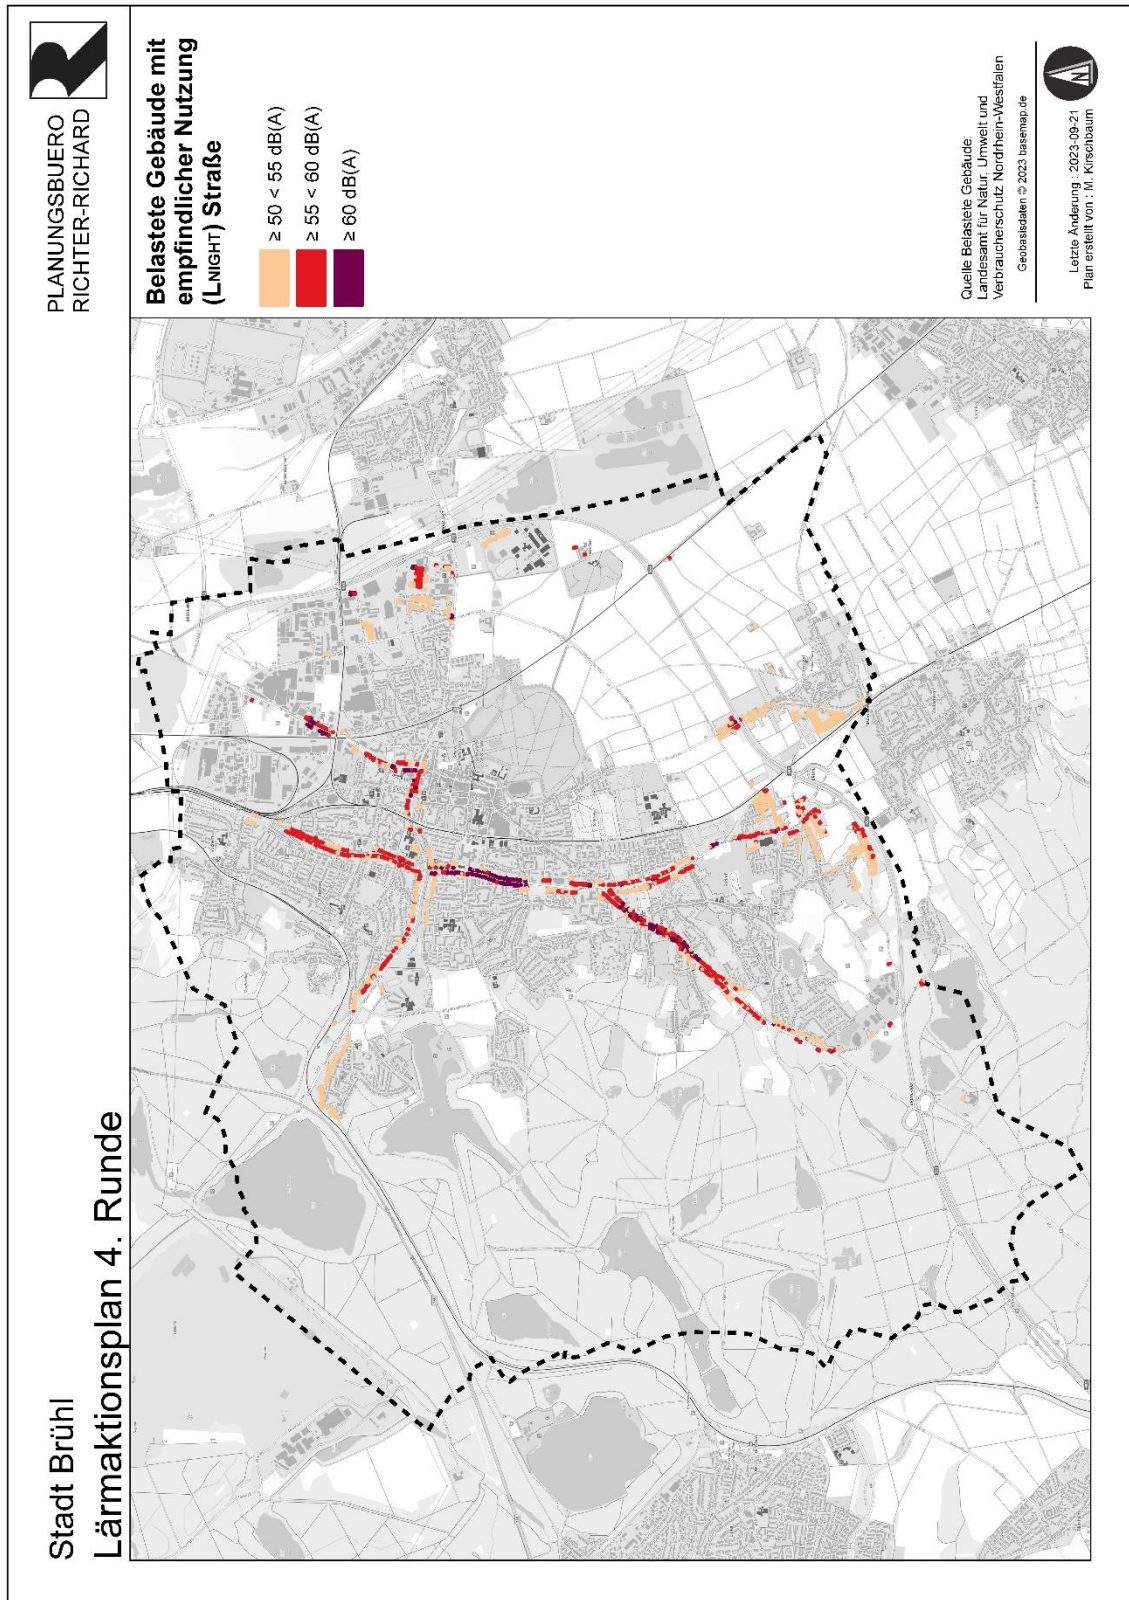 Stadt Brühl
Lärmaktionsplan 4. Runde
PLANUNGSBUERO
RICHTER-RICHARD
Belastete Gebäude mit
empfindlicher Nutzung
(LNIGHT) Straße
≥ 50 < 55 dB(A)
≥ 55 < 60 dB(A)
≥ 60 dB(A)
Quelle Belastete Gebäude:
Landesamt für Natur, Umwelt und
Verbraucherschutz Nordrhein-Westfalen
Geobasisdaten © 2023 basemap.de
N
Letzte Änderung : 2023-09-21
Plan erstellt von : M. Kirschbaum